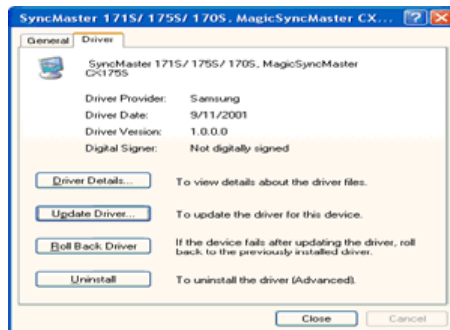 SyncMaster 171S/ 175S/ 170S, MagicSyncMaster CX...
General
Driver
SyncMaster 171S/ 175S/ 170S, MagicSyncMaster
CX175S
Driver Provider: Samsung
Driver Date: 9/11/2001
Driver Version: 1.0.0.0
Digital Signer: Not digitally signed
Driver Details... To view details about the driver files.
Update Driver... To update the driver for this device.
Roll Back Driver If the device fails after updating the driver, roll
back to the previously installed driver.
Uninstall To uninstall the driver (Advanced).
Close Cancel